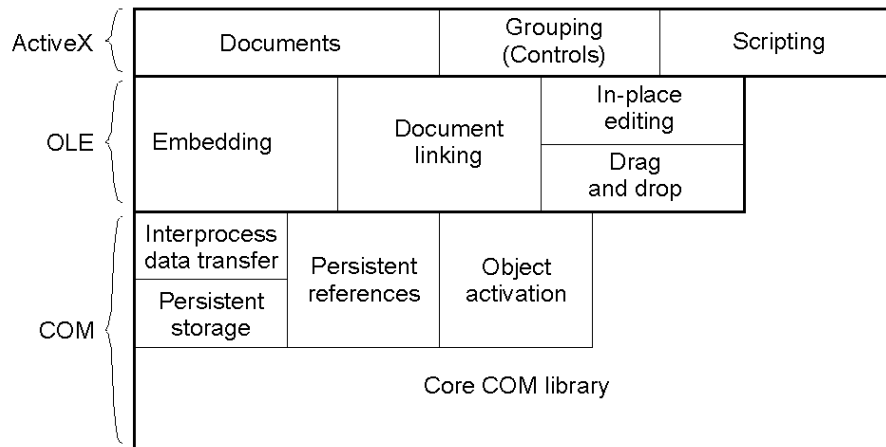 ActiveX
Documents
Grouping
(Controls)
Scripting
OLE
Embedding
Document
linking
In-place
editing
Drag
and drop
COM
Interprocess
data transfer
Persistent
storage
Persistent
references
Object
activation
Core COM library